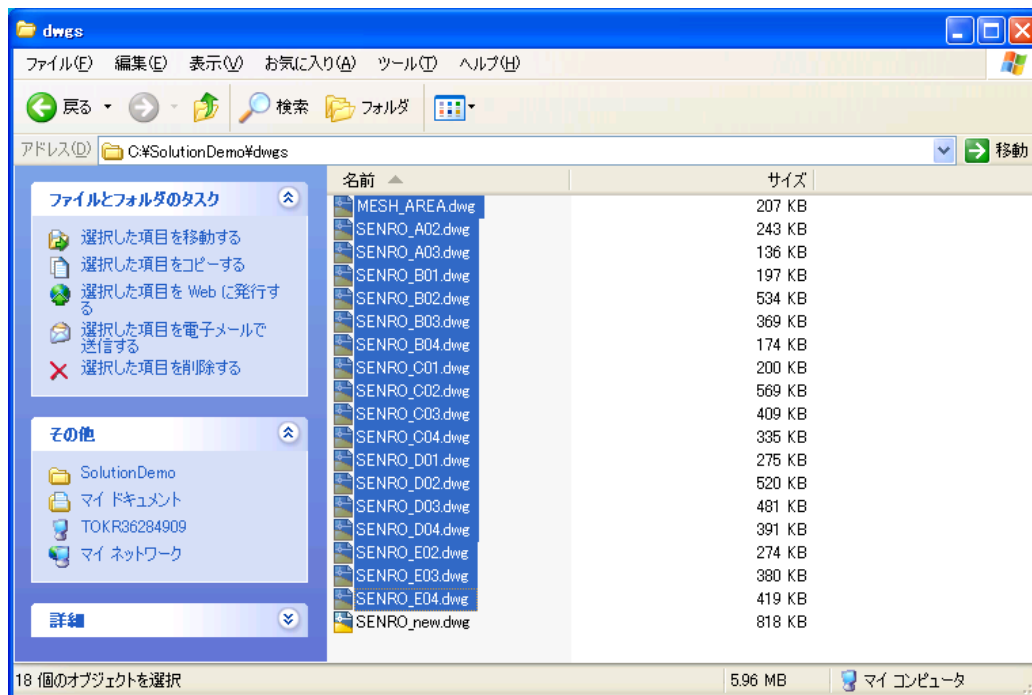 dwgs
ファイル(F) 編集(E) 表示(V) お気に入り(A) ツール(T) ヘルプ(H)
戻る 検索 フォルダ
アドレス(D) C:¥SolutionDemo¥dwgs 移動
ファイルとフォルダのタスク
選択した項目を移動する
選択した項目をコピーする
選択した項目を Web に発行す
る
選択した項目を電子メールで
送信する
選択した項目を削除する
その他
SolutionDemo
マイ ドキュメント
TOKR36284909
マイ ネットワーク
詳細
名前 サイズ
MESH_AREA.dwg 207 KB
SENRO_A02.dwg 243 KB
SENRO_A03.dwg 136 KB
SENRO_B01.dwg 197 KB
SENRO_B02.dwg 534 KB
SENRO_B03.dwg 369 KB
SENRO_B04.dwg 174 KB
SENRO_C01.dwg 200 KB
SENRO_C02.dwg 569 KB
SENRO_C03.dwg 409 KB
SENRO_C04.dwg 335 KB
SENRO_D01.dwg 275 KB
SENRO_D02.dwg 520 KB
SENRO_D03.dwg 481 KB
SENRO_D04.dwg 391 KB
SENRO_E02.dwg 274 KB
SENRO_E03.dwg 380 KB
SENRO_E04.dwg 419 KB
SENRO_new.dwg 818 KB
18 個のオブジェクトを選択 5.96 MB マイ コンピュータ